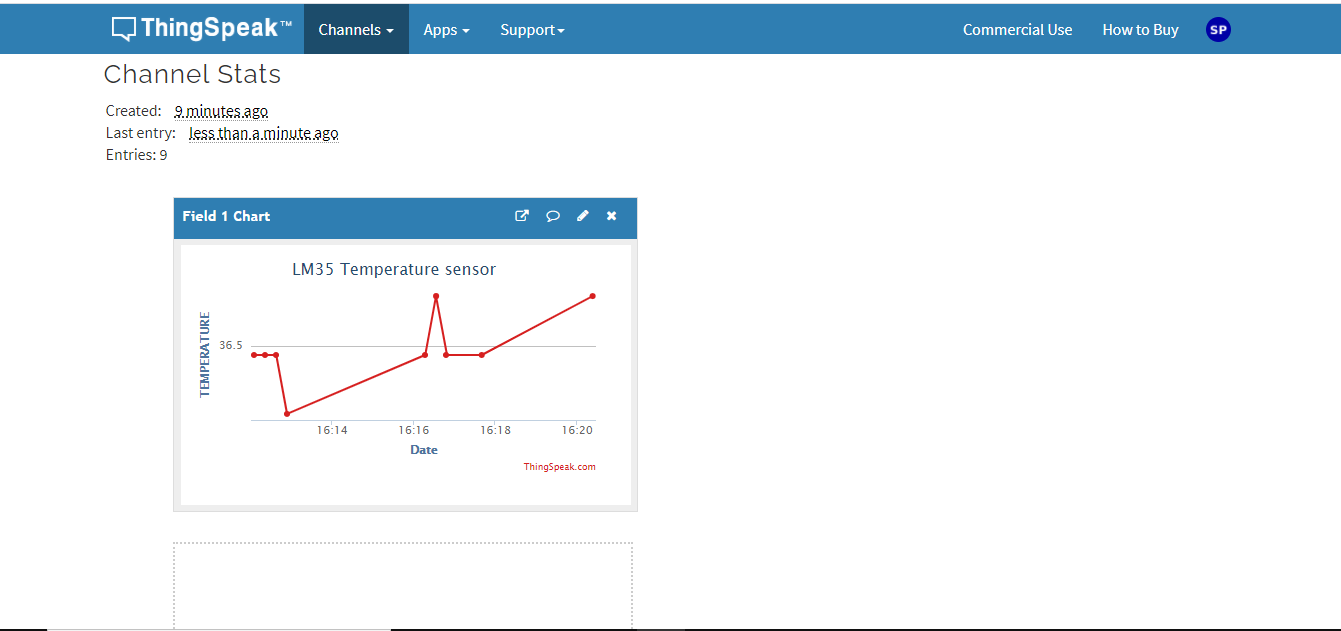 ThingSpeak™ Channels Apps Support Commercial Use How to Buy SP
Channel Stats
Created: 9 minutes ago
Last entry: less than a minute ago
Entries: 9
Field 1 Chart
LM35 Temperature sensor
TEMPERATURE
36.5
16:14 16:16 16:18 16:20
Date
ThingSpeak.com